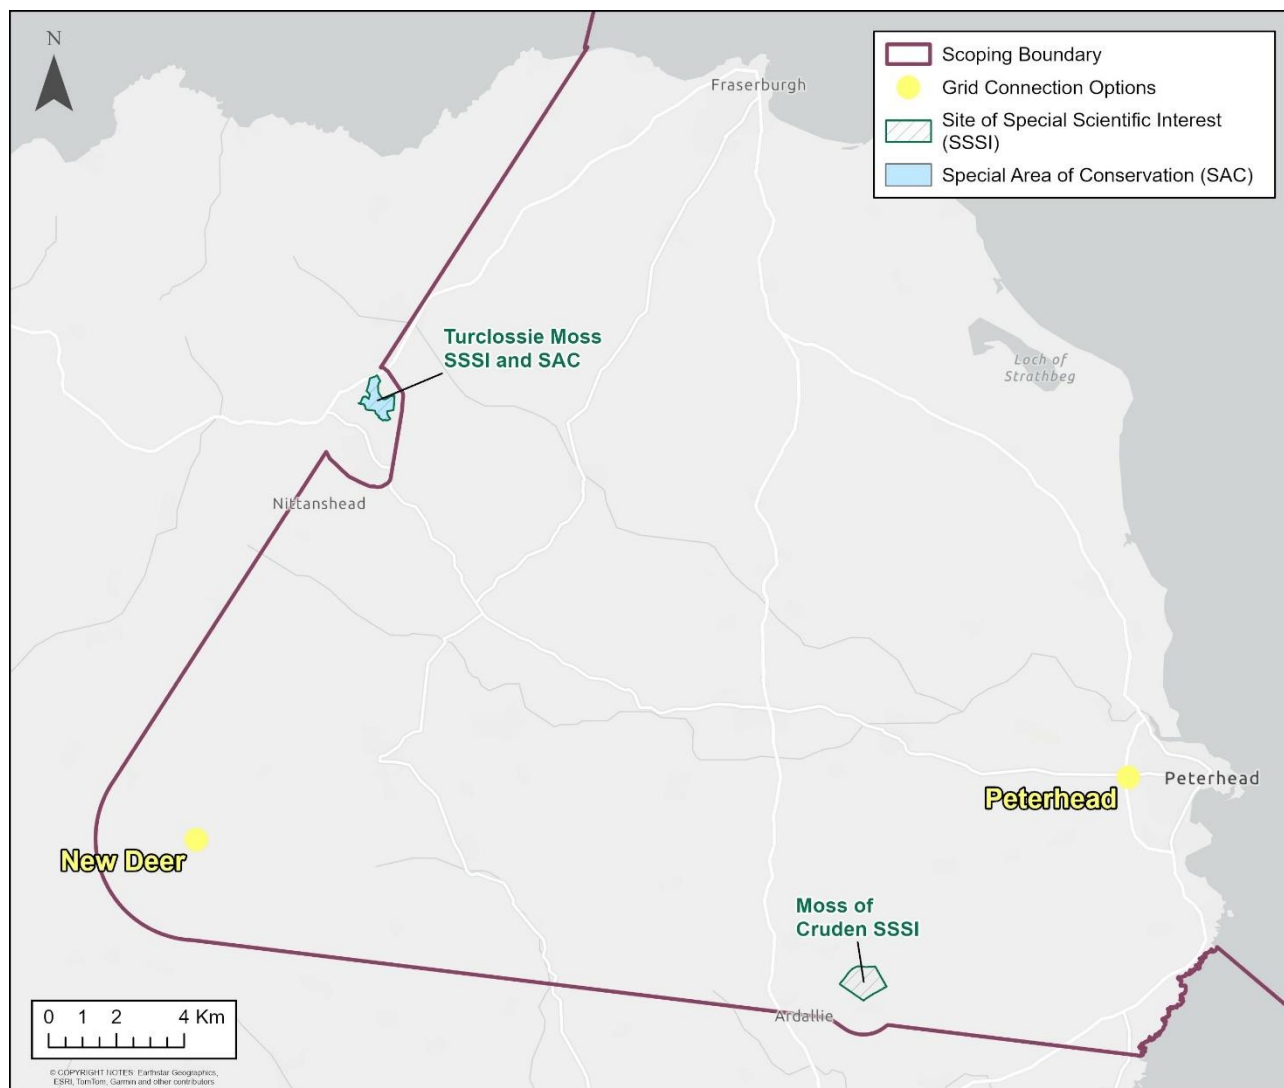 N
Scoping Boundary
Grid Connection Options
Site of Special Scientific Interest
(SSSI)
Special Area of Conservation (SAC)
Fraserburgh
Turclossie Moss
SSSI and SAC
Loch of
Strathbeg
Nittanshead
Peterhead
Peterhead
New Deer
Moss of
Cruden SSSI
Ardallie
0 1 2 4 Km
© COPYRIGHT NOTES: Earthstar Geographics,
ESRI, TomTom, Garmin and other contributors